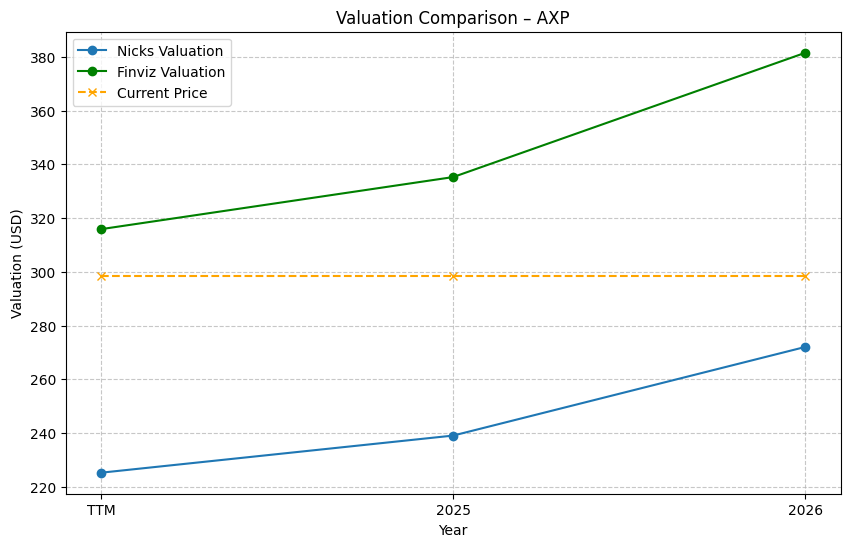 Valuation Comparison – AXP
Nicks Valuation
Finviz Valuation
Current Price
Valuation (USD)
380
360
340
320
300
280
260
240
220
TTM
2025
2026
Year